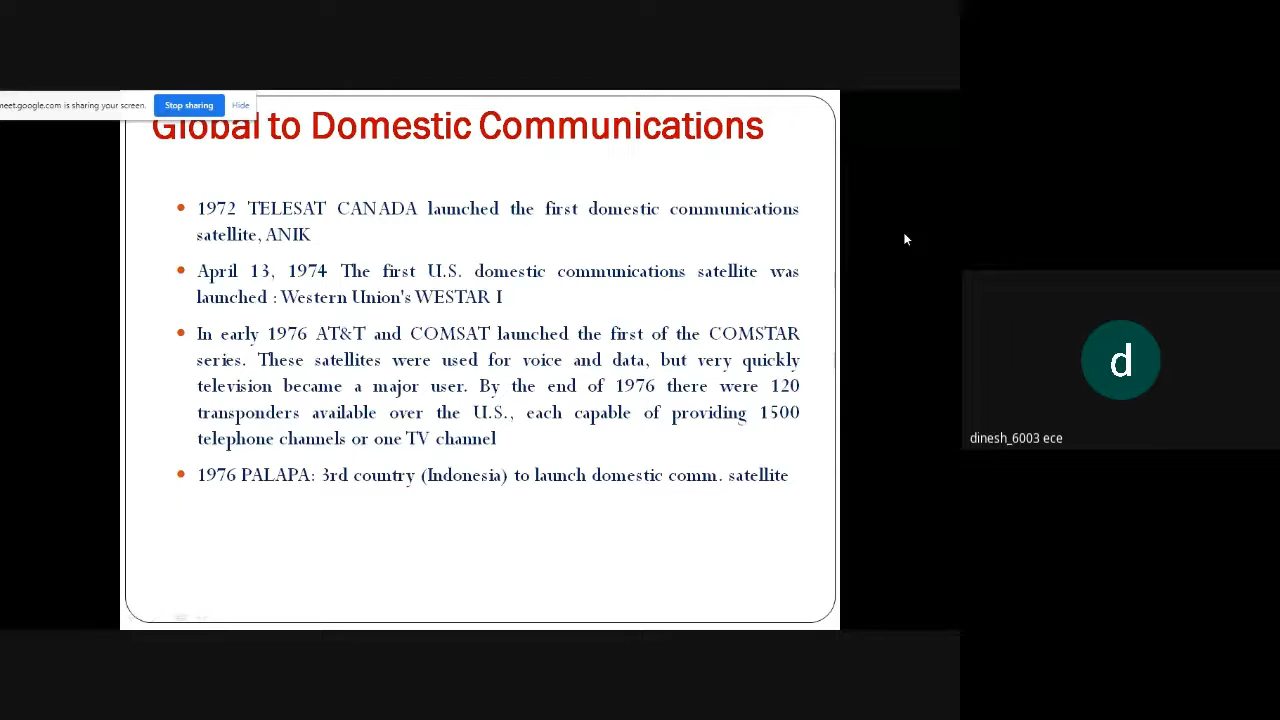 meet.google.com is sharing your screen. Stop sharing Hide
Global to Domestic Communications
• 1972 TELESAT CANADA launched the first domestic communications
satellite, ANIK
• April 13, 1974 The first U.S. domestic communications satellite was
launched : Western Union's WESTAR I
• In early 1976 AT&T and COMSAT launched the first of the COMSTAR
series. These satellites were used for voice and data, but very quickly
television became a major user. By the end of 1976 there were 120
transponders available over the U.S., each capable of providing 1500
telephone channels or one TV channel
• 1976 PALAPA: 3rd country (Indonesia) to launch domestic comm. satellite
d
dinesh_6003 ece